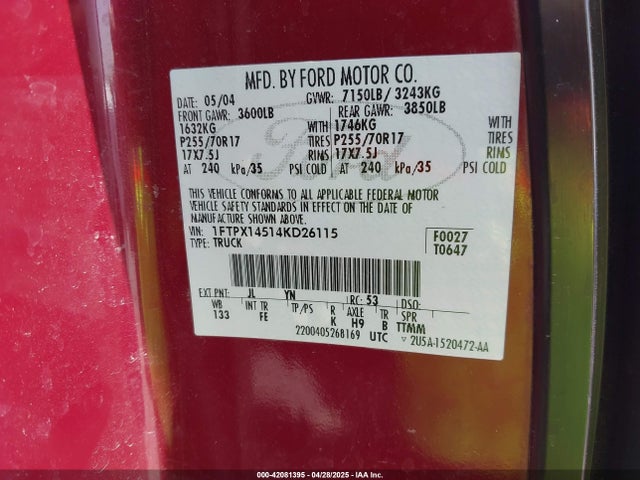 MFD. BY FORD MOTOR CO.
DATE: 05/04 GVWR: 7150LB/ 3243KG
FRONT GAWR: 3600LB REAR GAWR: 3850LB
1632KG WITH 1746KG WITH
P255/70R17 TIRES P255/70R17 TIRES
17X7.5J RIMS 17X7.5J RIMS
AT 240 kPa/35 PSI COLD AT 240 kPa/35 PSI COLD
THIS VEHICLE CONFORMS TO ALL APPLICABLE FEDERAL MOTOR
VEHICLE SAFETY STANDARDS IN EFFECT ON THE DATE OF
MANUFACTURE SHOWN ABOVE.
VIN: 1FTPX14514KD26115 F0027
TYPE: TRUCK T0647
EXT PNT: JL YN RC: 53 DSO:
WB INT TR TP/PS R AXLE TR SPR
133 FE K H9 B TTMM
2200405268169 UTC ▽ 2U5A-1520472-AA
Ford
000-42081395 - 04/28/2025 - IAA Inc.